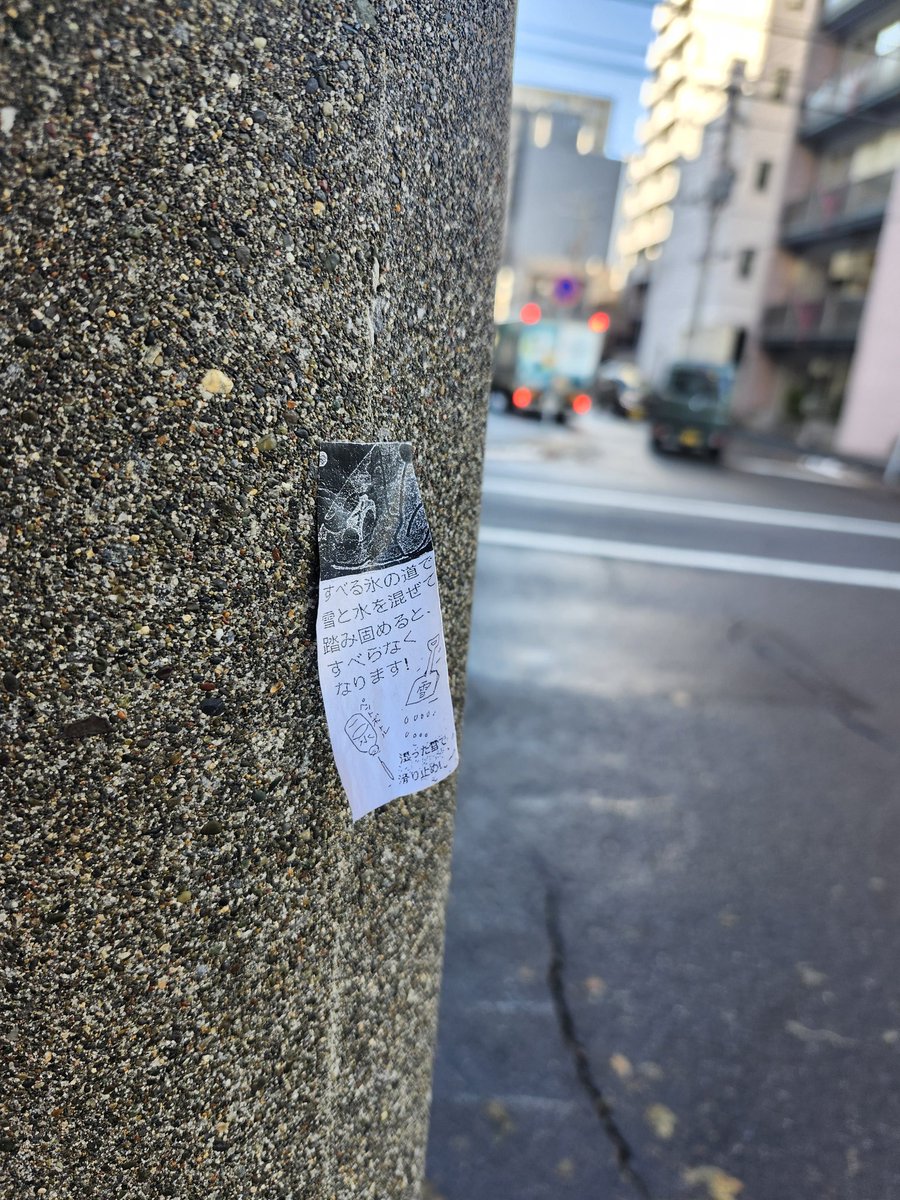 すべる氷の道で
雪と水を混ぜて
踏み固めると、
すべらなく
なります!
雪
水
湿った雪で
滑り止めに